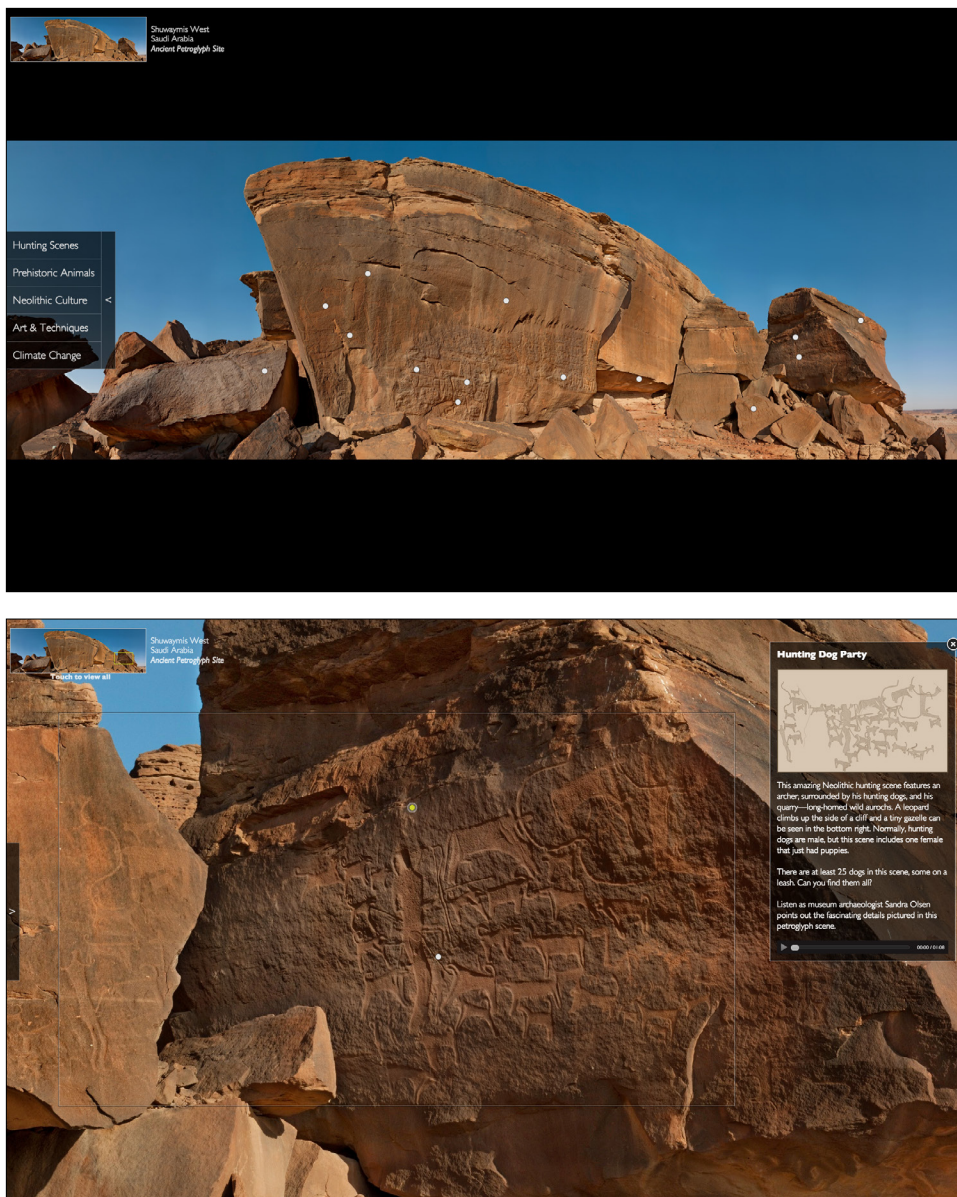 Shuwaymis West
Saudi Arabia
Ancient Petroglyph Site
Hunting Scenes
Prehistoric Animals
Neolithic Culture
<
Art & Techniques
Climate Change
Shuwaymis West
Saudi Arabia
Ancient Petroglyph Site
Touch to view all
Hunting Dog Party
This amazing Neolithic hunting scene features an
archer, surrounded by his hunting dogs, and his
quarry—long-horned wild aurochs. A leopard
climbs up the side of a cliff and a tiny gazelle can
be seen in the bottom right. Normally, hunting
dogs are male, but this scene includes one female
that just had puppies.
There are at least 25 dogs in this scene, some on a
leash. Can you find them all?
Listen as museum archaeologist Sandra Olsen
points out the fascinating details pictured in this
petroglyph scene.
00:00 / 01:08
>